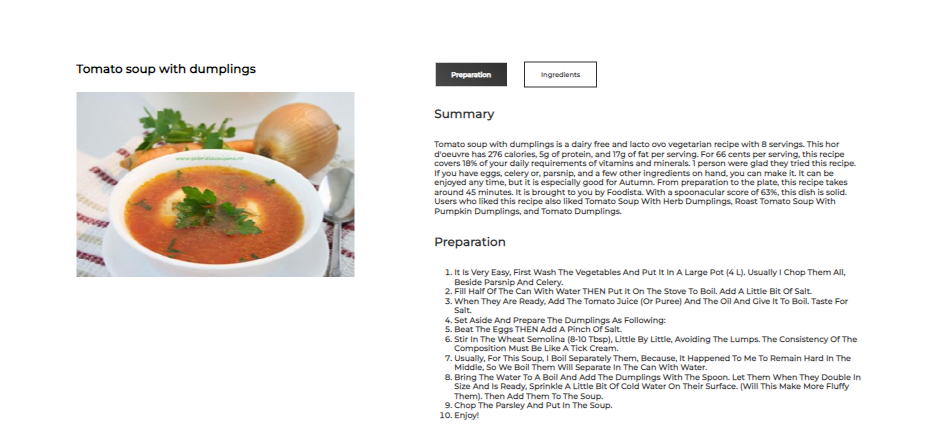 Tomato soup with dumplings
Preparation
Ingredients
Summary
Tomato soup with dumplings is a dairy free and lacto ovo vegetarian recipe with 8 servings. This hor
d'oeuvre has 276 calories, 5g of protein, and 17g of fat per serving. For 66 cents per serving, this recipe
covers 18% of your daily requirements of vitamins and minerals. 1 person were glad they tried this recipe.
If you have eggs, celery or, parsnip, and a few other ingredients on hand, you can make it. It can be
enjoyed any time, but it is especially good for Autumn. From preparation to the plate, this recipe takes
around 45 minutes. It is brought to you by Foodista. With a spoonacular score of 63%, this dish is solid.
Users who liked this recipe also liked Tomato Soup With Herb Dumplings, Roast Tomato Soup With
Pumpkin Dumplings, and Tomato Dumplings.
Preparation
1. It Is Very Easy, First Wash The Vegetables And Put It In A Large Pot (4 L). Usually I Chop Them All,
Beside Parsnip And Celery.
2. Fill Half Of The Can With Water THEN Put It On The Stove To Boil. Add A Little Bit Of Salt.
3. When They Are Ready, Add The Tomato Juice (Or Puree) And The Oil And Give It To Boil. Taste For
Salt.
4. Set Aside And Prepare The Dumplings As Following:
5. Beat The Eggs THEN Add A Pinch Of Salt.
6. Stir In The Wheat Semolina (8-10 Tbsp), Little By Little, Avoiding The Lumps. The Consistency Of The
Composition Must Be Like A Tick Cream.
7. Usually, For This Soup, I Boil Separately Them, Because, It Happened To Me To Remain Hard In The
Middle, So We Boil Them Will Separate In The Can With Water.
8. Bring The Water To A Boil And Add The Dumplings With The Spoon. Let Them When They Double In
Size And Is Ready, Sprinkle A Little Bit Of Cold Water On Their Surface. (Will This Make More Fluffy
Them). Then Add Them To The Soup.
9. Chop The Parsley And Put In The Soup.
10. Enjoy!